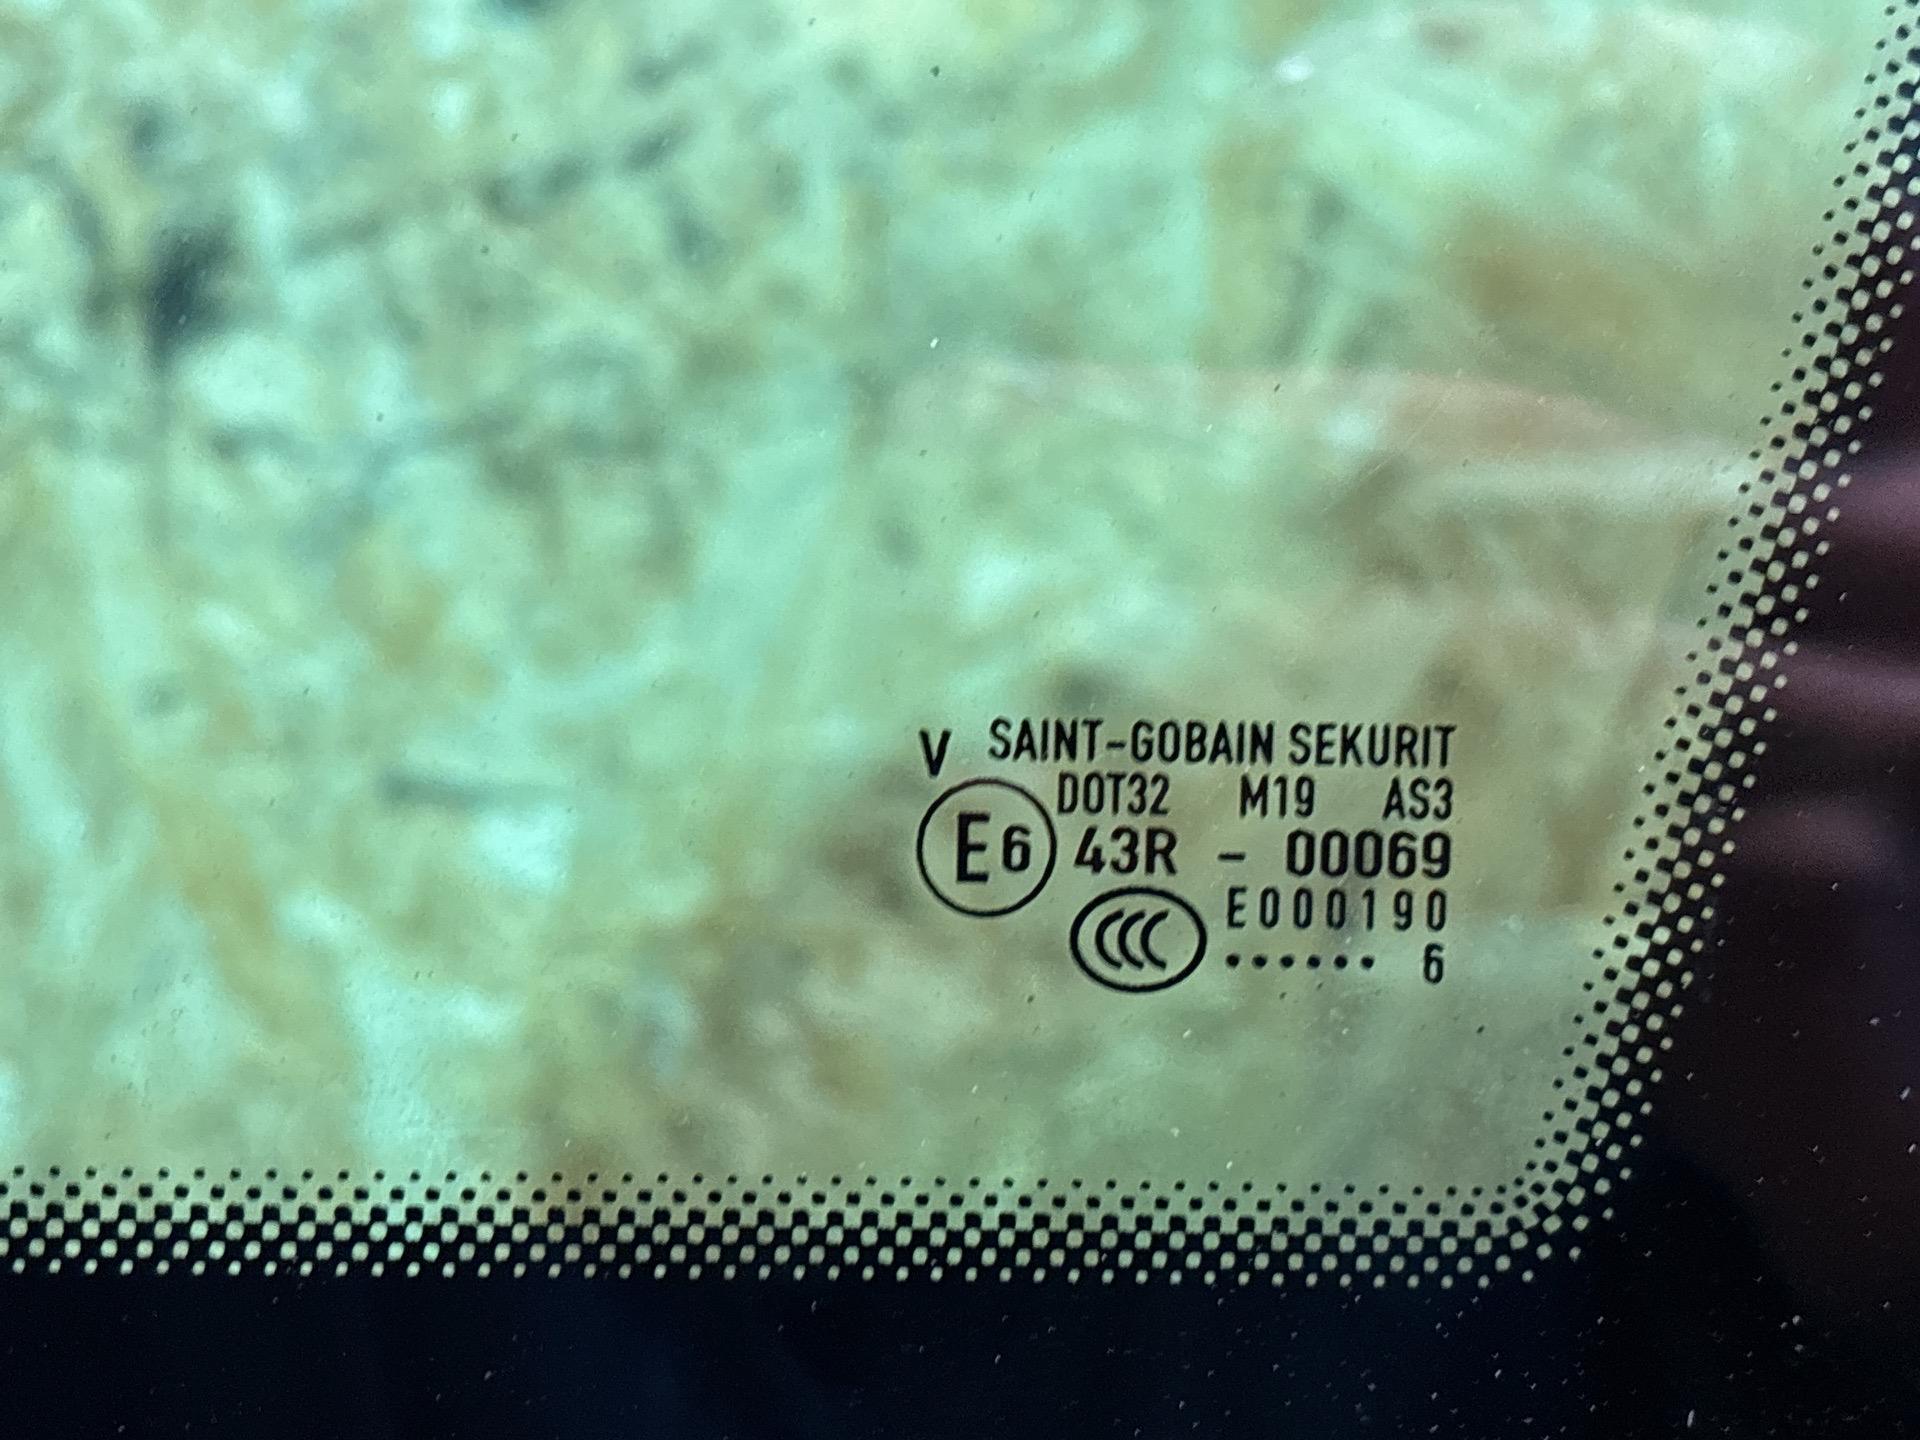 V SAINT-GOBAIN SEKURIT
DOT32 M19 AS3
E6 43R - 00069
CCC E000190
...... 6